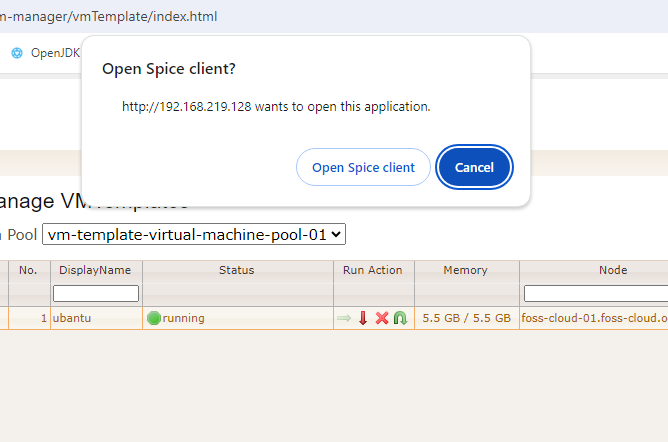 m-manager/vmTemplate/index.html
OpenJDK
Open Spice client?
http://192.168.219.128 wants to open this application.
Open Spice client
Cancel
anage VMTemplates
Pool vm-template-virtual-machine-pool-01
No. DisplayName Status Run Action Memory Node
1 ubantu running 5.5 GB / 5.5 GB foss-cloud-01.foss-cloud.o